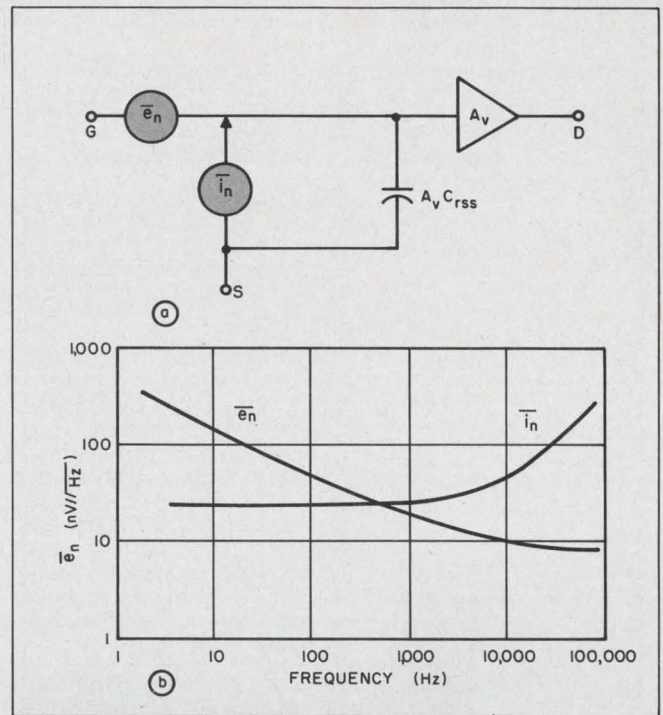 e̅n
G
i̅n
S
Av
D
AvCrss
a
1,000
100
10
1
e̅n (nV/√Hz)
e̅n
i̅n
1
10
100
1,000
10,000
100,000
FREQUENCY (Hz)
b